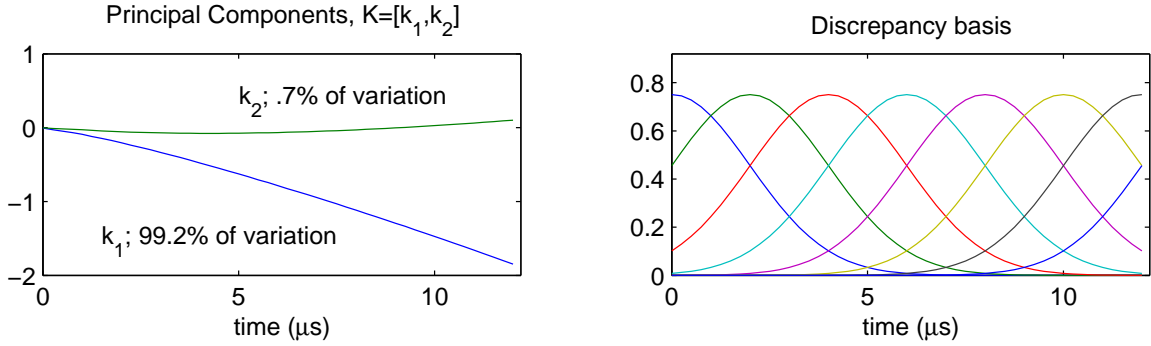 Principal Components, K=[k₁,k₂]
1
0
−1
−2
k₂; .7% of variation
k₁; 99.2% of variation
0
5
10
time (μs)
Discrepancy basis
0.8
0.6
0.4
0.2
0
0
5
10
time (μs)